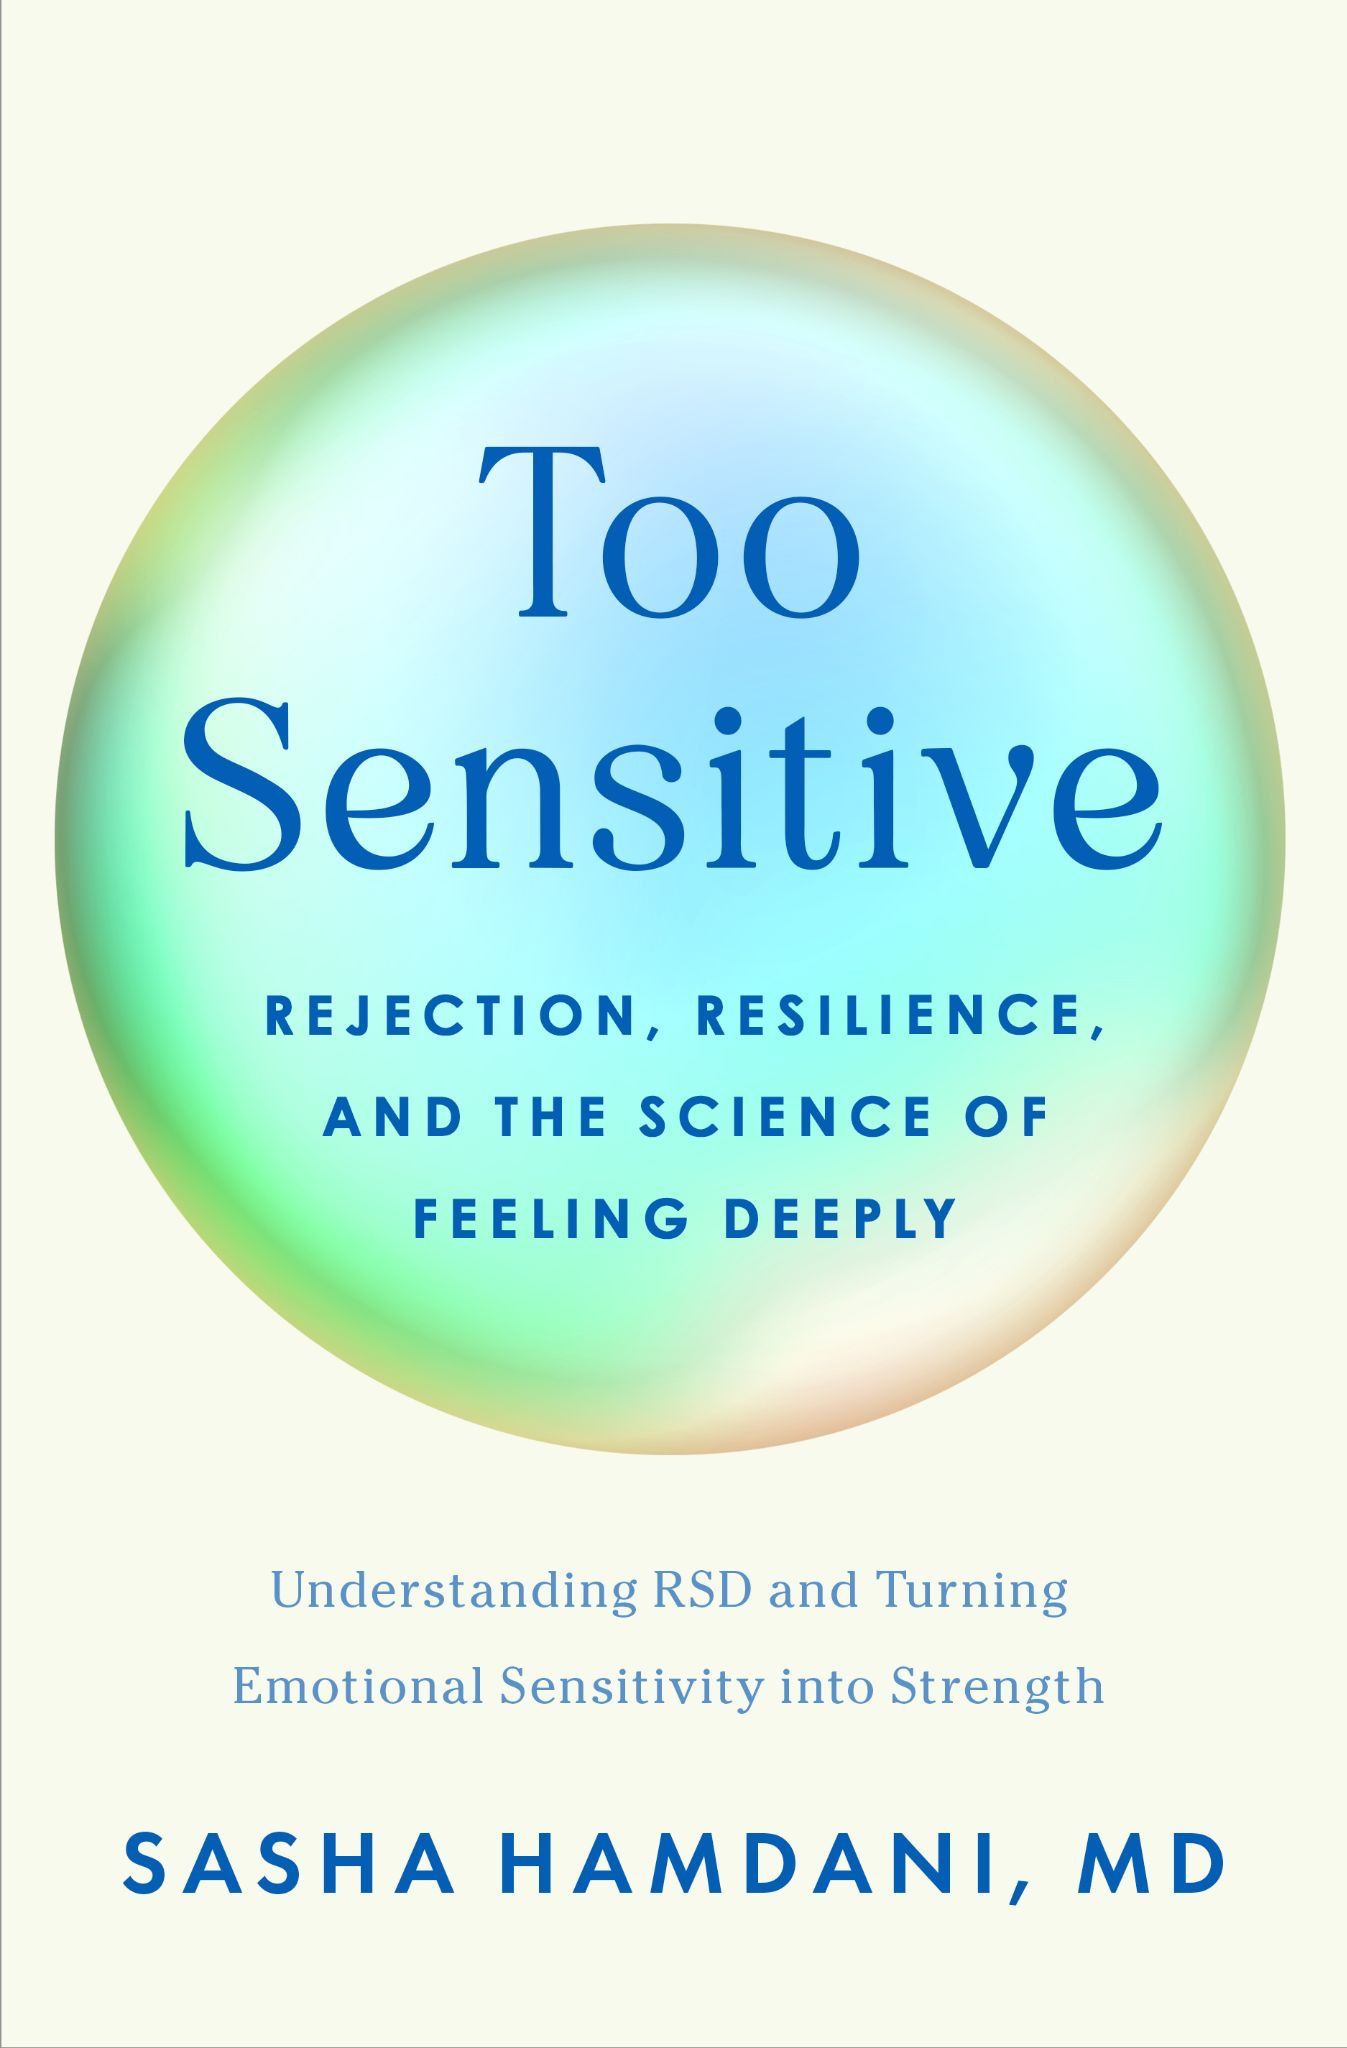 Too
Sensitive
REJECTION, RESILIENCE,
AND THE SCIENCE OF
FEELING DEEPLY
Understanding RSD and Turning
Emotional Sensitivity into Strength
SASHA HAMDANI, MD